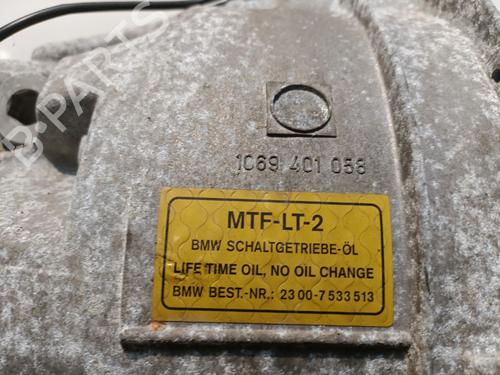 1069 401 058
MTF-LT-2
BMW SCHALTGETRIEBE-ÖL
LIFE TIME OIL, NO OIL CHANGE
BMW BEST.-NR.: 23 00-7 533 513
B-PARTS